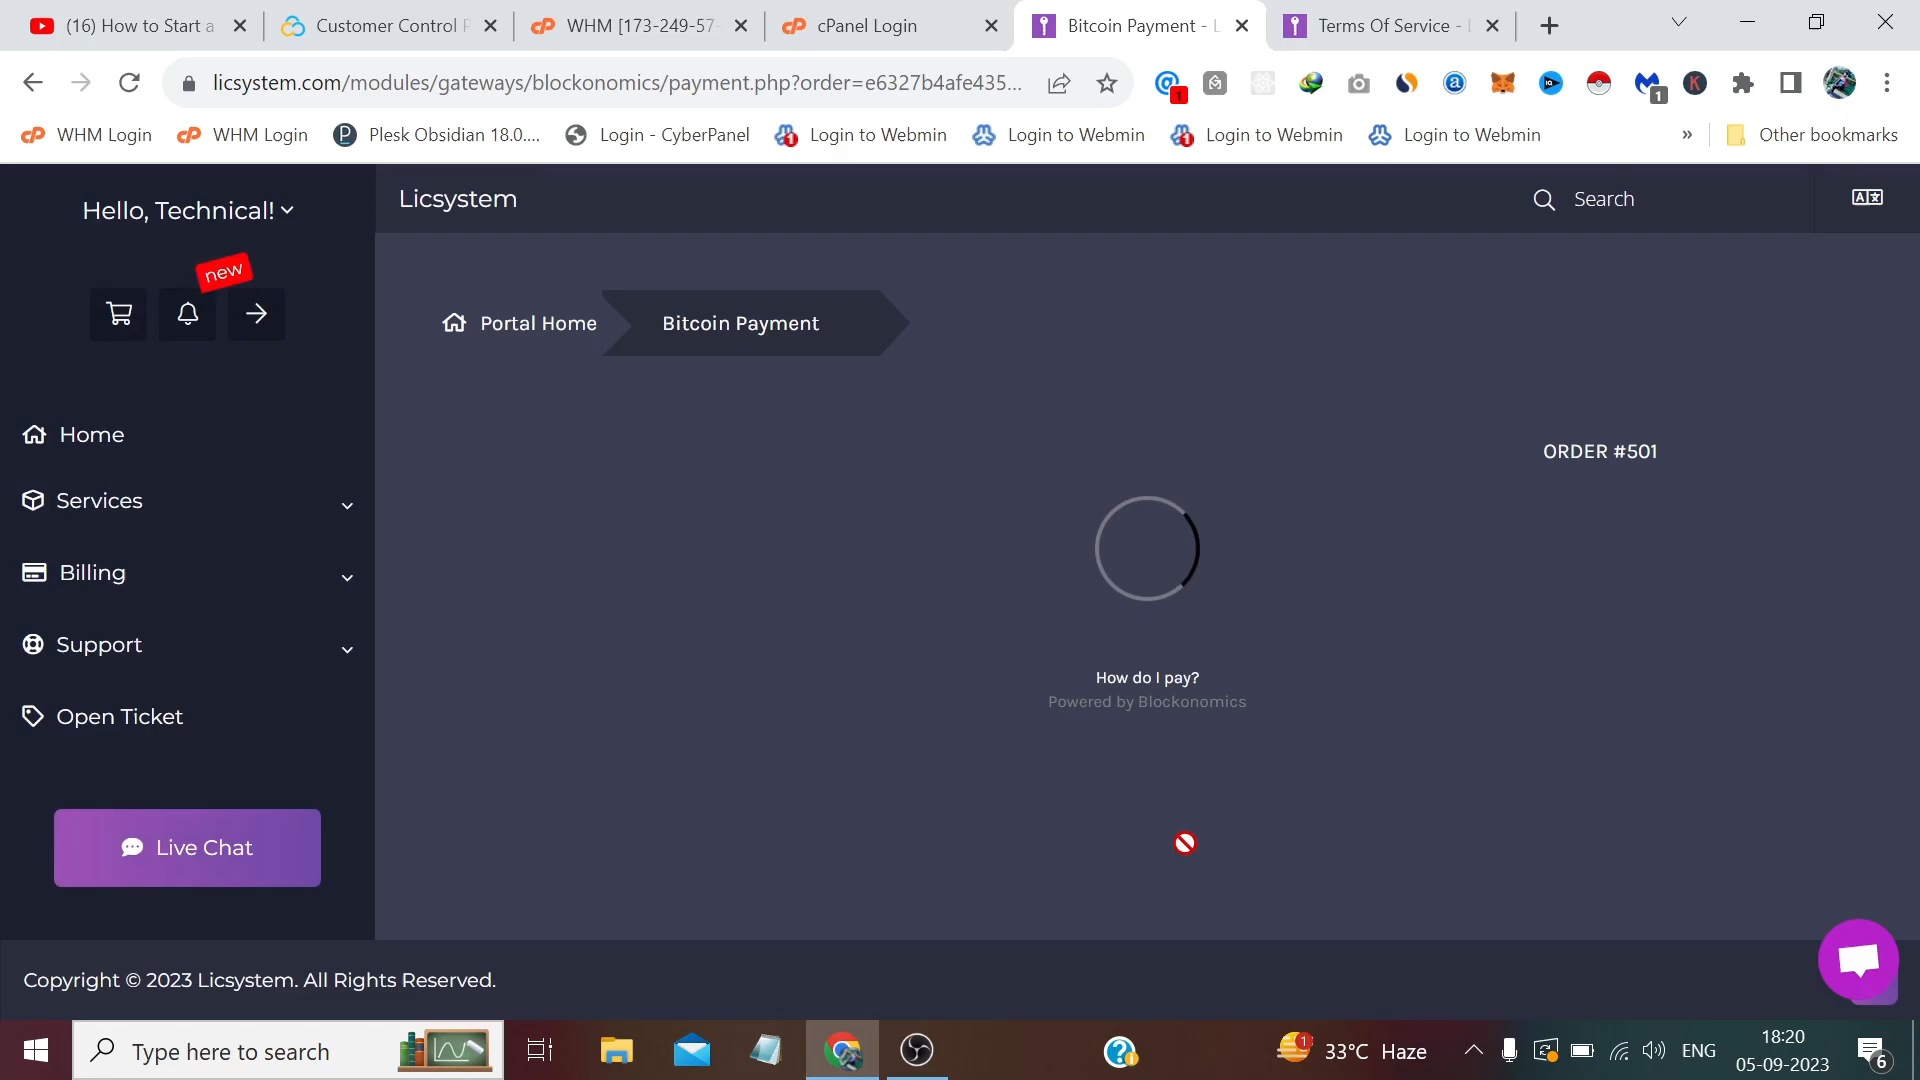 (16) How to Start a
Customer Control P
WHM [173-249-57-
cPanel Login
Bitcoin Payment - L
Terms Of Service - L
licsystem.com/modules/gateways/blockonomics/payment.php?order=e6327b4afe435...
1
1
WHM Login
WHM Login
Plesk Obsidian 18.0....
Login - CyberPanel
Login to Webmin
Login to Webmin
Login to Webmin
Login to Webmin
»
Other bookmarks
Hello, Technical!
Licsystem
Search
new
Portal Home
Bitcoin Payment
Home
Services
Billing
Support
Open Ticket
Live Chat
ORDER #501
How do I pay?
Powered by Blockonomics
Copyright © 2023 Licsystem. All Rights Reserved.
Type here to search
1
33°C Haze
ENG
18:20
05-09-2023
6